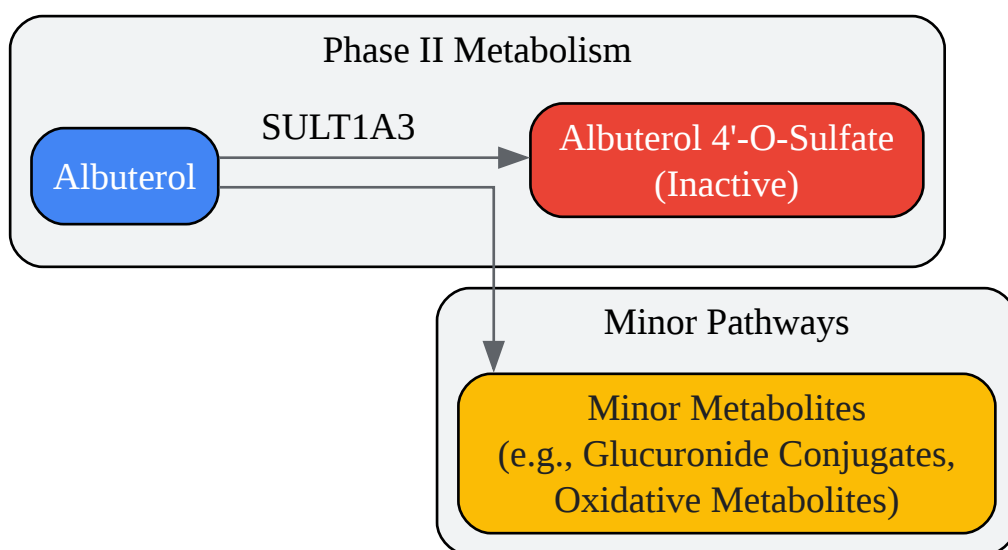 Phase II Metabolism
SULT1A3
Albuterol
Albuterol 4'-O-Sulfate
(Inactive)
Minor Pathways
Minor Metabolites
(e.g., Glucuronide Conjugates,
Oxidative Metabolites)